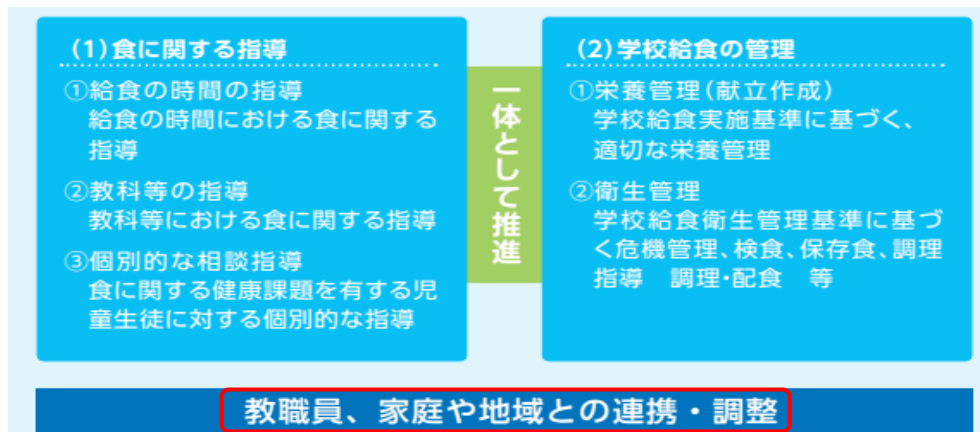 (1)食に関する指導
①給食の時間の指導
給食の時間における食に関する
指導
②教科等の指導
教科等における食に関する指導
③個別的な相談指導
食に関する健康課題を有する児
童生徒に対する個別的な指導
一体として推進
(2)学校給食の管理
①栄養管理(献立作成)
学校給食実施基準に基づく、
適切な栄養管理
②衛生管理
学校給食衛生管理基準に基づ
く危機管理、検食、保存食、調理
指導　調理・配食　等
教職員、家庭や地域との連携・調整